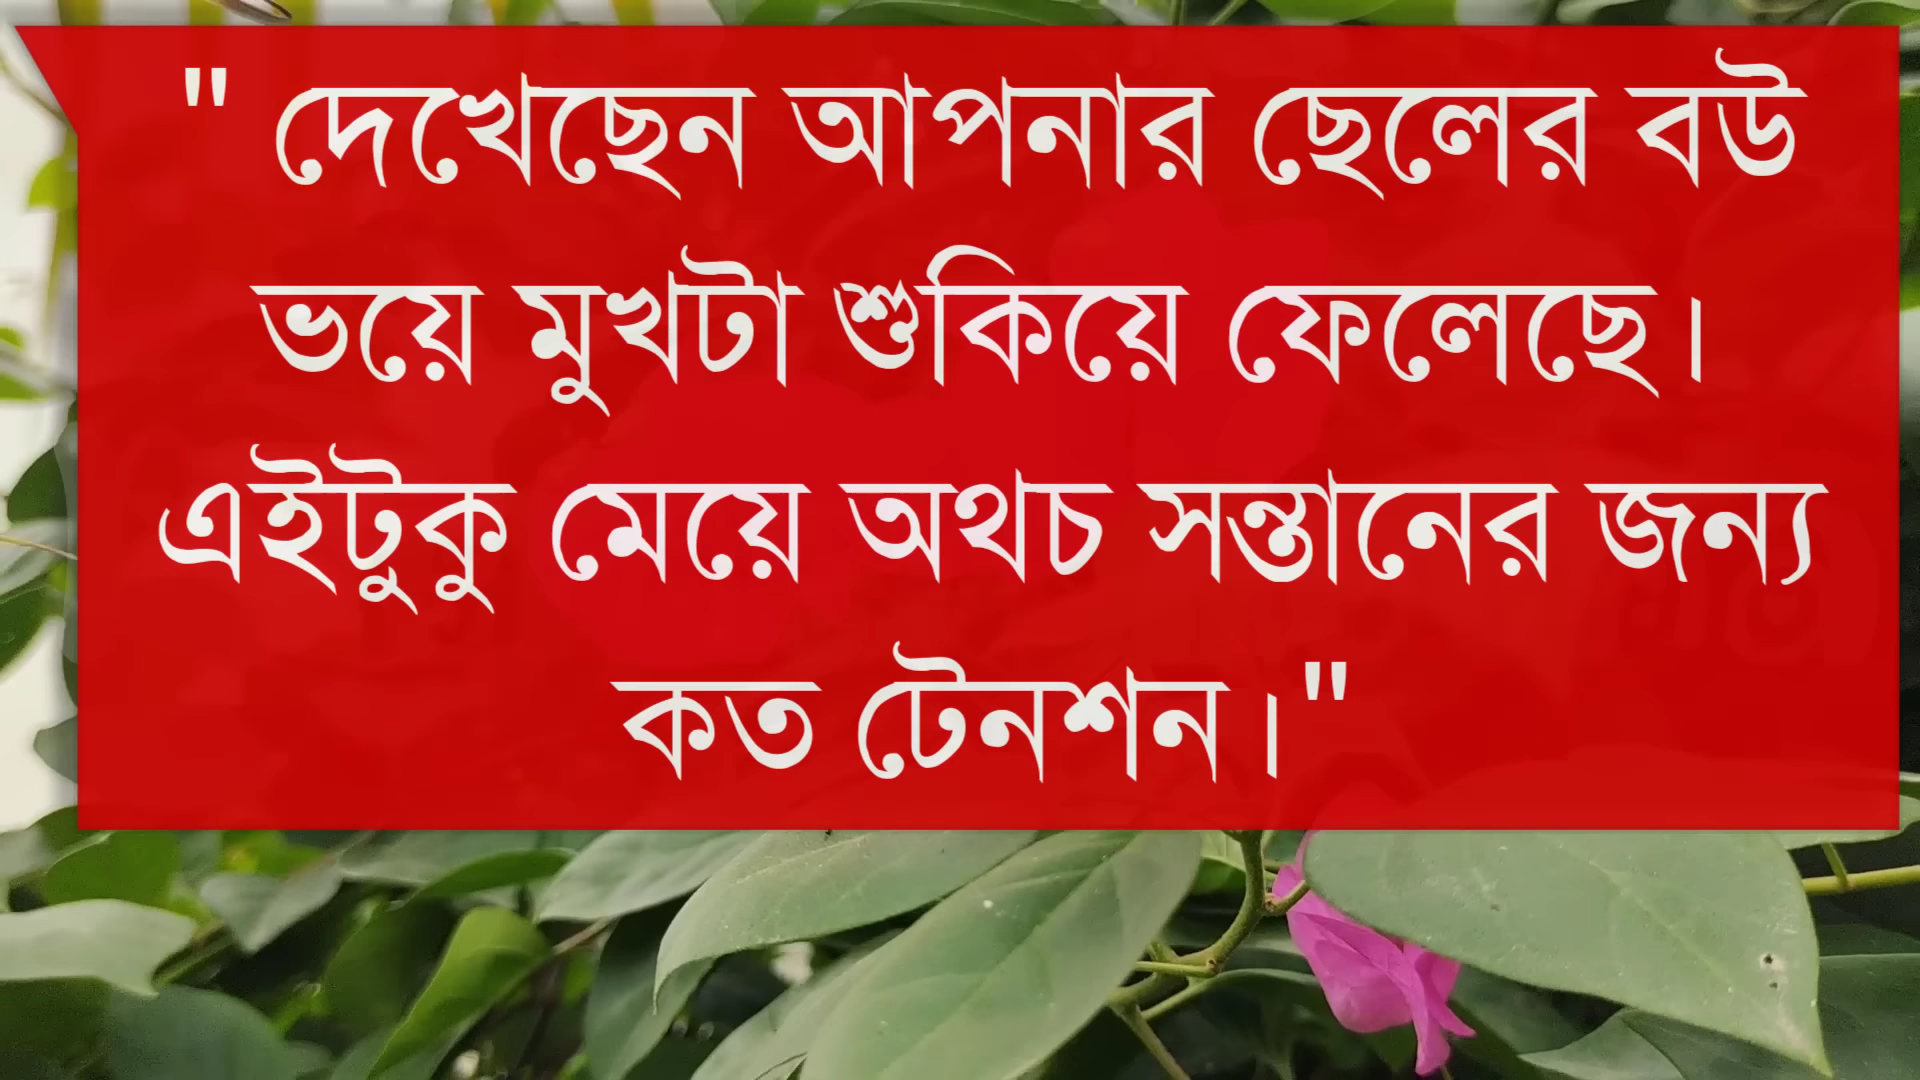 " দেখেছেন আপনার ছেলের বউ
ভয়ে মুখটা শুকিয়ে ফেলেছে।
এইটুকু মেয়ে অথচ সন্তানের জন্য
কত টেনশন।"